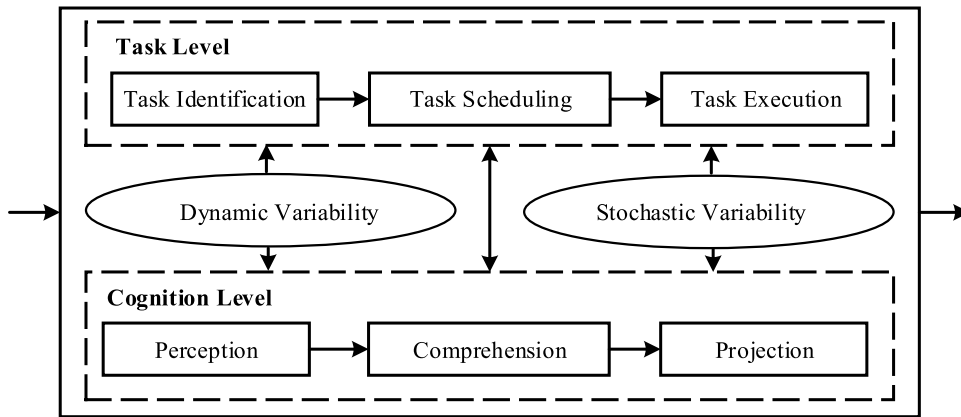 Task Level
Task Identification
Task Scheduling
Task Execution
Dynamic Variability
Stochastic Variability
Cognition Level
Perception
Comprehension
Projection